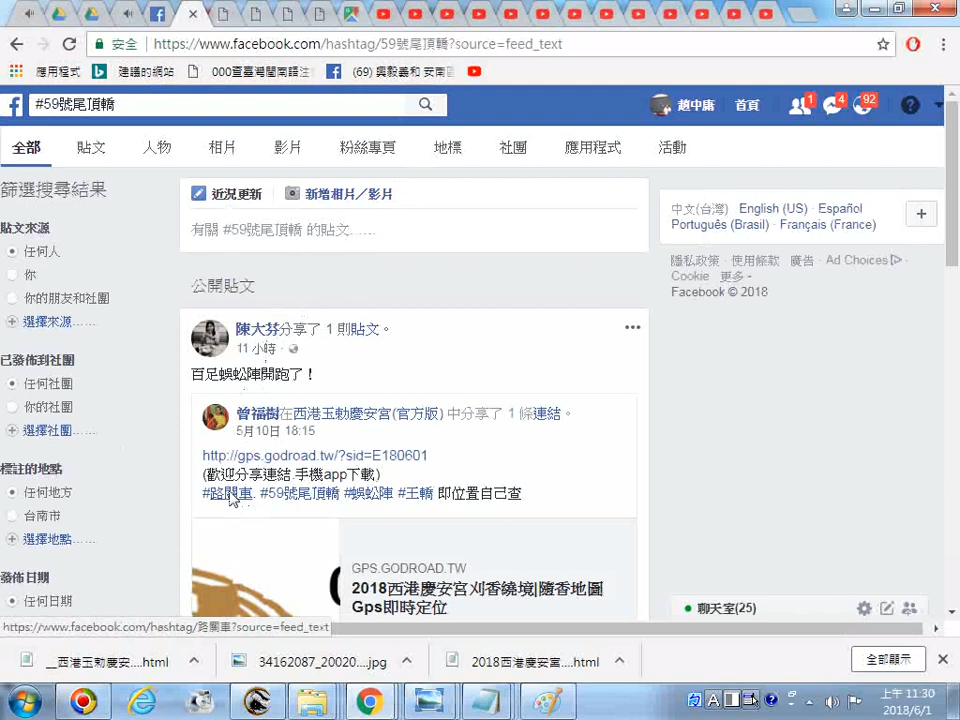 安全 https://www.facebook.com/hashtag/59號尾頂轎?source=feed_text
應用程式 建議的網站 000查臺灣閩南語 (69) 興毅義和 安南區
#59號尾頂轎 趙中庸 首頁 1 4 92
全部 貼文 人物 相片 影片 粉絲專頁 地標 社團 應用程式 活動
篩選搜尋結果
貼文來源
任何人
你
你的朋友和社團
選擇來源......
已發佈到社團
任何社團
你的社團
選擇社團......
標註的地點
任何地方
台南市
選擇地點......
發佈日期
任何日期
近況更新 新增相片／影片
有關 #59號尾頂轎 的貼文......
公開貼文
陳大芬分享了 1 則貼文。
11 小時
百足蜈蚣陣開跑了！
曾福樹在西港玉勅慶安宮(官方版) 中分享了 1 條連結。
5月10日 18:15
http://gps.godroad.tw/?sid=E180601
(歡迎分享連結.手機app下載)
#路關車. #59號尾頂轎 #蜈蚣陣 #王轎 即位置自己查
GPS.GODROAD.TW
2018西港慶安宮刈香繞境|隨香地圖
Gps即時定位
中文(台灣) English (US) · Español
Português (Brasil) · Français (France)
隱私政策 · 使用條款 · 廣告 · Ad Choices
Cookie · 更多
Facebook © 2018
聊天室(25)
https://www.facebook.com/hashtag/路關車?source=feed_text
__西港玉勅慶安....html 34162087_20020....jpg 2018西港慶安宮....html 全部顯示
A
上午 11:30
2018/6/1